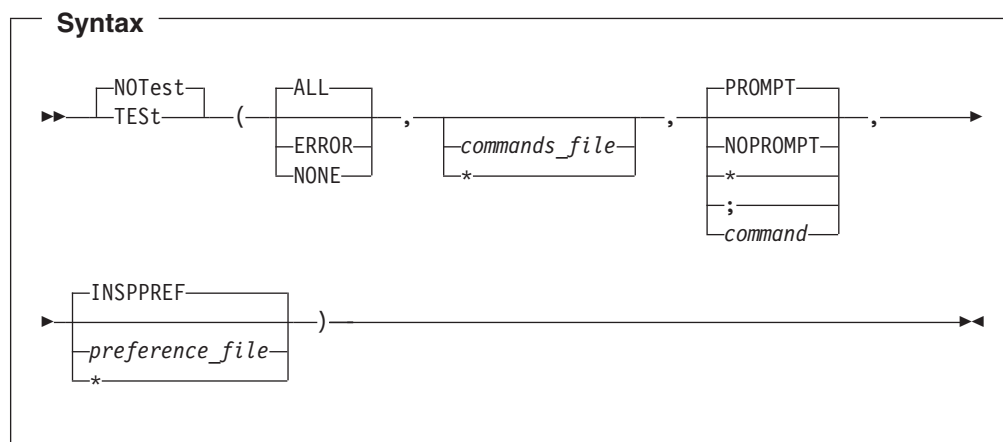 Syntax
NOTest ALL PROMPT
TESt ( , , ,
ERROR commands_file NOPROMPT
NONE * *
;
command
INSPPREF
)
preference_file
*